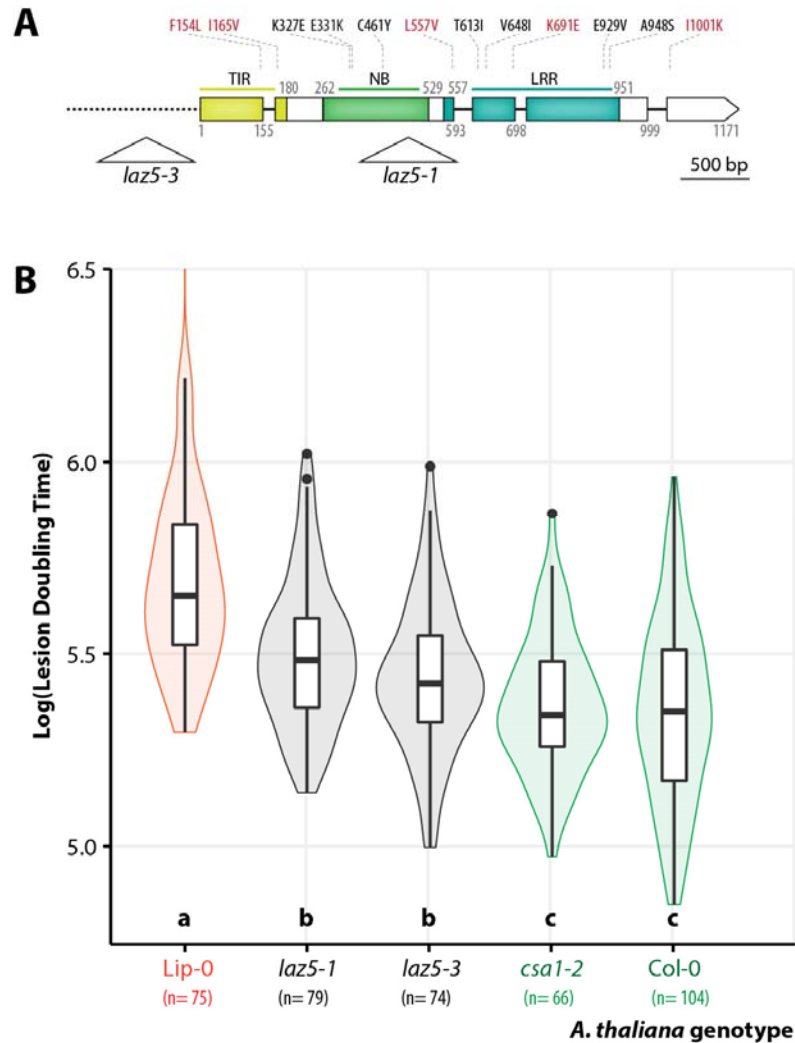 A
F154L I165V K327E E331K C461Y L557V T613I V648I K691E E929V A948S I1001K
TIR NB LRR
180 262 529 557 951
1 155 593 698 999 1171
laz5-3 laz5-1
500 bp
B
Log(Lesion Doubling Time)
6.5
6.0
5.5
5.0
a b b c c
Lip-0 laz5-1 laz5-3 csa1-2 Col-0
(n= 75) (n= 79) (n= 74) (n= 66) (n= 104)
A. thaliana genotype